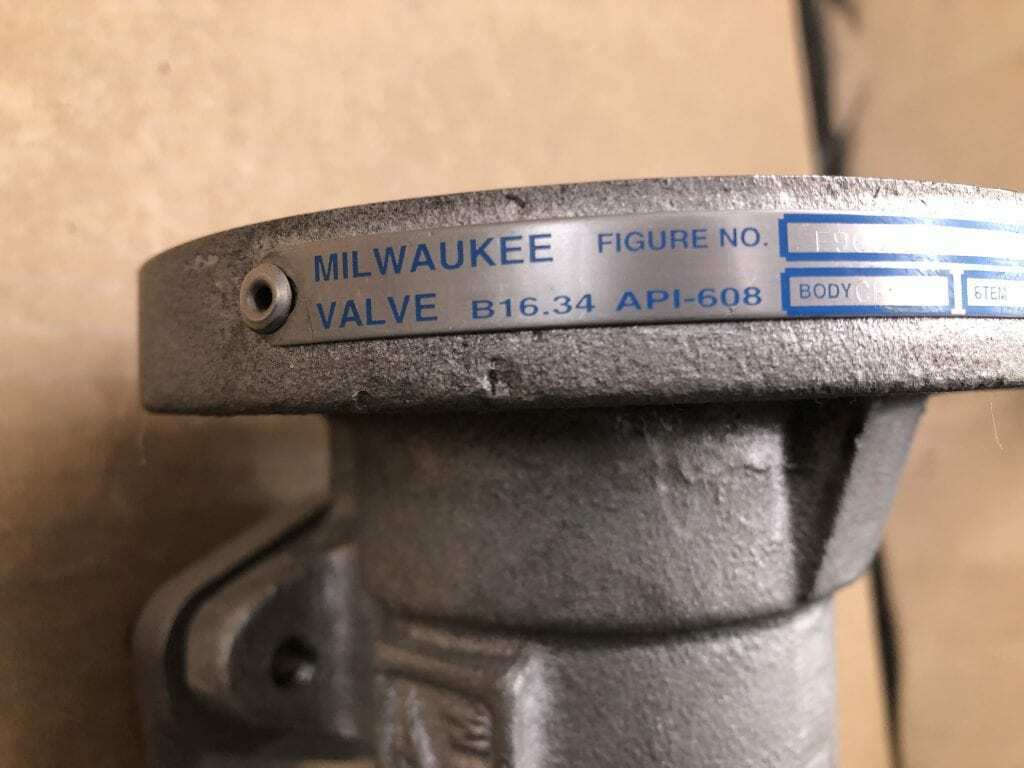 MILWAUKEE FIGURE NO.
VALVE B16.34 API-608 BODY